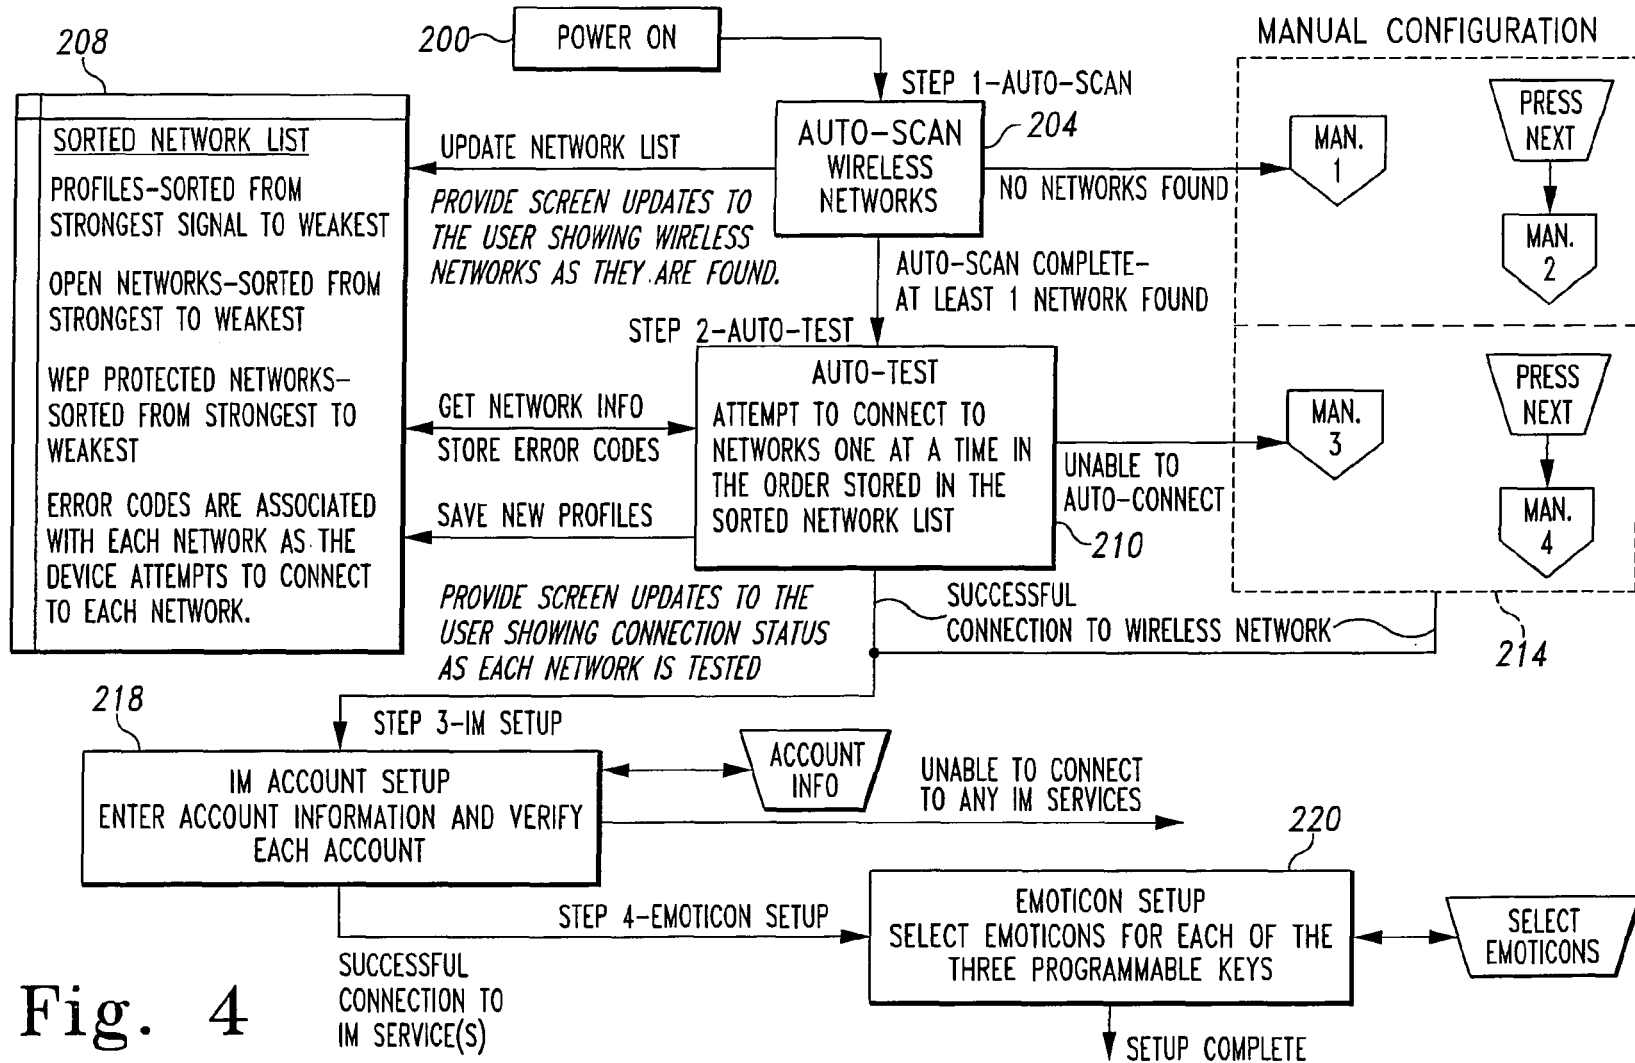 200
POWER ON
MANUAL CONFIGURATION
208
STEP 1-AUTO-SCAN
SORTED NETWORK LIST
PROFILES-SORTED FROM
STRONGEST SIGNAL TO WEAKEST
OPEN NETWORKS-SORTED FROM
STRONGEST TO WEAKEST
WEP PROTECTED NETWORKS-
SORTED FROM STRONGEST TO
WEAKEST
ERROR CODES ARE ASSOCIATED
WITH EACH NETWORK AS THE
DEVICE ATTEMPTS TO CONNECT
TO EACH NETWORK.
UPDATE NETWORK LIST
PROVIDE SCREEN UPDATES TO
THE USER SHOWING WIRELESS
NETWORKS AS THEY ARE FOUND.
AUTO-SCAN
WIRELESS
NETWORKS
204
NO NETWORKS FOUND
MAN.
1
PRESS
NEXT
MAN.
2
AUTO-SCAN COMPLETE-
AT LEAST 1 NETWORK FOUND
STEP 2-AUTO-TEST
AUTO-TEST
ATTEMPT TO CONNECT TO
NETWORKS ONE AT A TIME IN
THE ORDER STORED IN THE
SORTED NETWORK LIST
GET NETWORK INFO
STORE ERROR CODES
SAVE NEW PROFILES
UNABLE TO
AUTO-CONNECT
210
MAN.
3
PRESS
NEXT
MAN.
4
PROVIDE SCREEN UPDATES TO THE
USER SHOWING CONNECTION STATUS
AS EACH NETWORK IS TESTED
SUCCESSFUL
CONNECTION TO WIRELESS NETWORK
214
218
STEP 3-IM SETUP
IM ACCOUNT SETUP
ENTER ACCOUNT INFORMATION AND VERIFY
EACH ACCOUNT
ACCOUNT
INFO
UNABLE TO CONNECT
TO ANY IM SERVICES
220
STEP 4-EMOTICON SETUP
EMOTICON SETUP
SELECT EMOTICONS FOR EACH OF THE
THREE PROGRAMMABLE KEYS
SELECT
EMOTICONS
SUCCESSFUL
CONNECTION TO
IM SERVICE(S)
SETUP COMPLETE
Fig. 4